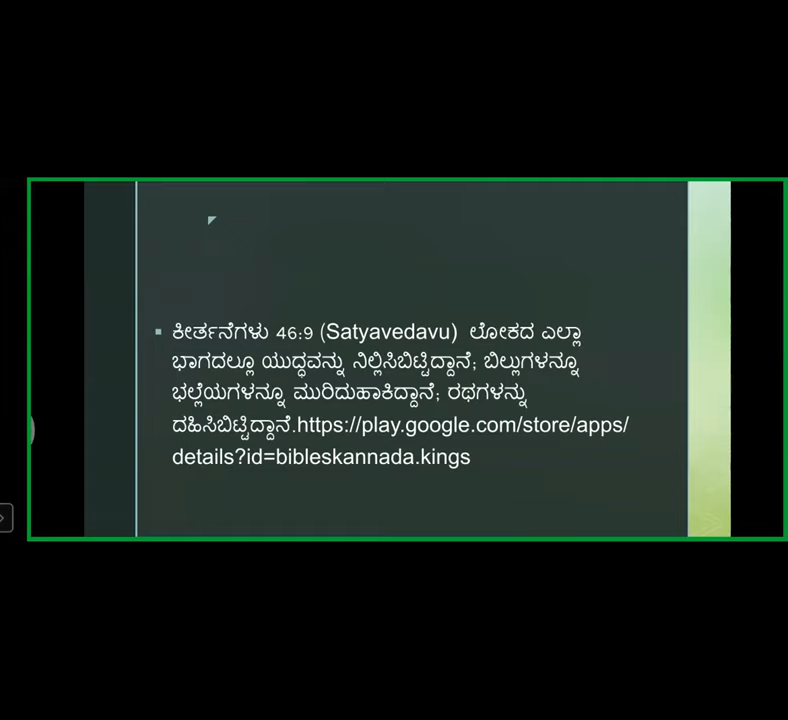 ಕೀರ್ತನೆಗಳು 46:9 (Satyavedavu) ಲೋಕದ ಎಲ್ಲಾ
ಭಾಗದಲ್ಲೂ ಯುದ್ಧವನ್ನು ನಿಲ್ಲಿಸಿಬಿಟ್ಟಿದ್ದಾನೆ; ಬಿಲ್ಲುಗಳನ್ನೂ
ಭಲ್ಲೆಯಗಳನ್ನೂ ಮುರಿದುಹಾಕಿದ್ದಾನೆ; ರಥಗಳನ್ನು
ದಹಿಸಿಬಿಟ್ಟಿದ್ದಾನೆ.https://play.google.com/store/apps/
details?id=bibleskannada.kings